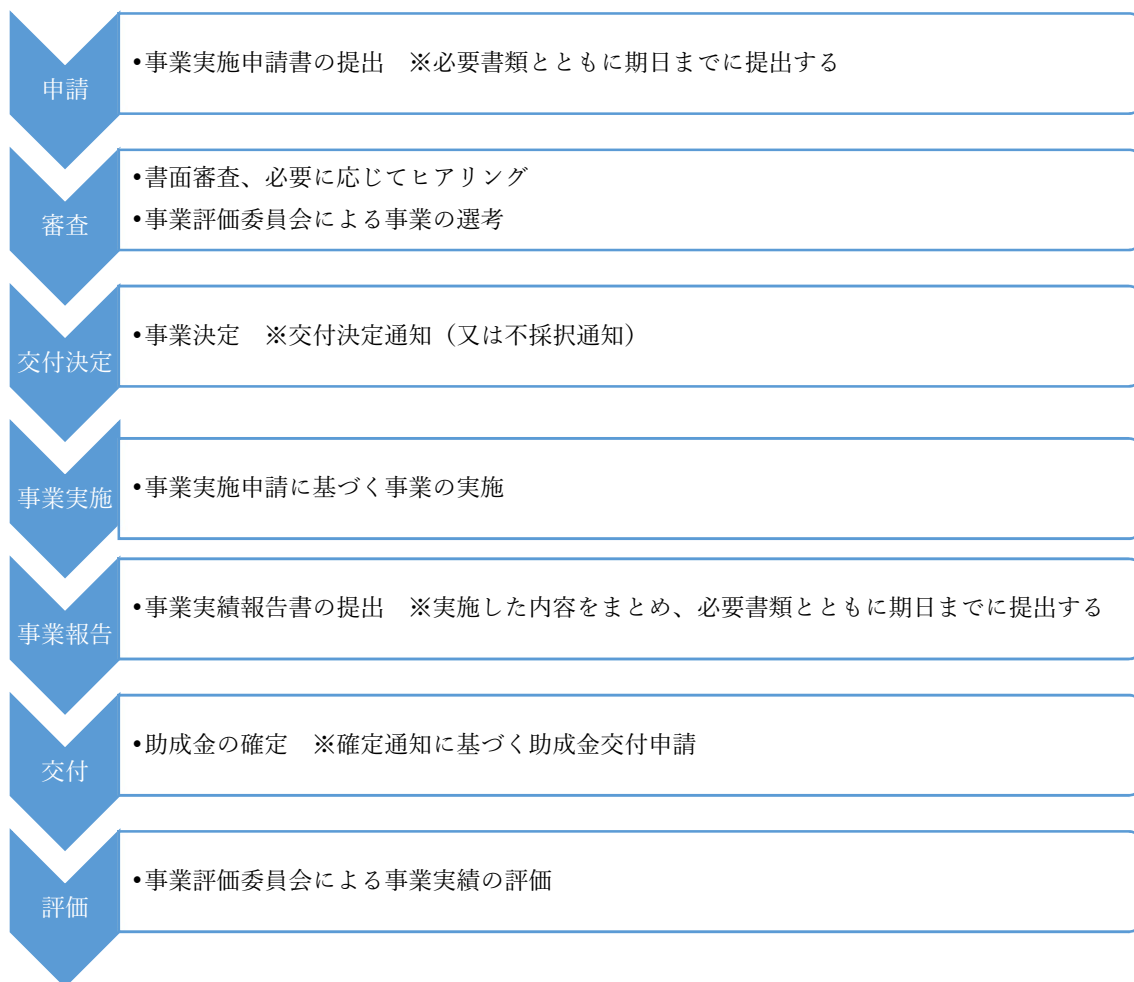 申請
•事業実施申請書の提出　※必要書類とともに期日までに提出する
審査
•書面審査、必要に応じてヒアリング
•事業評価委員会による事業の選考
交付決定
•事業決定　※交付決定通知（又は不採択通知）
事業実施
•事業実施申請に基づく事業の実施
事業報告
•事業実績報告書の提出　※実施した内容をまとめ、必要書類とともに期日までに提出する
交付
•助成金の確定　※確定通知に基づく助成金交付申請
評価
•事業評価委員会による事業実績の評価